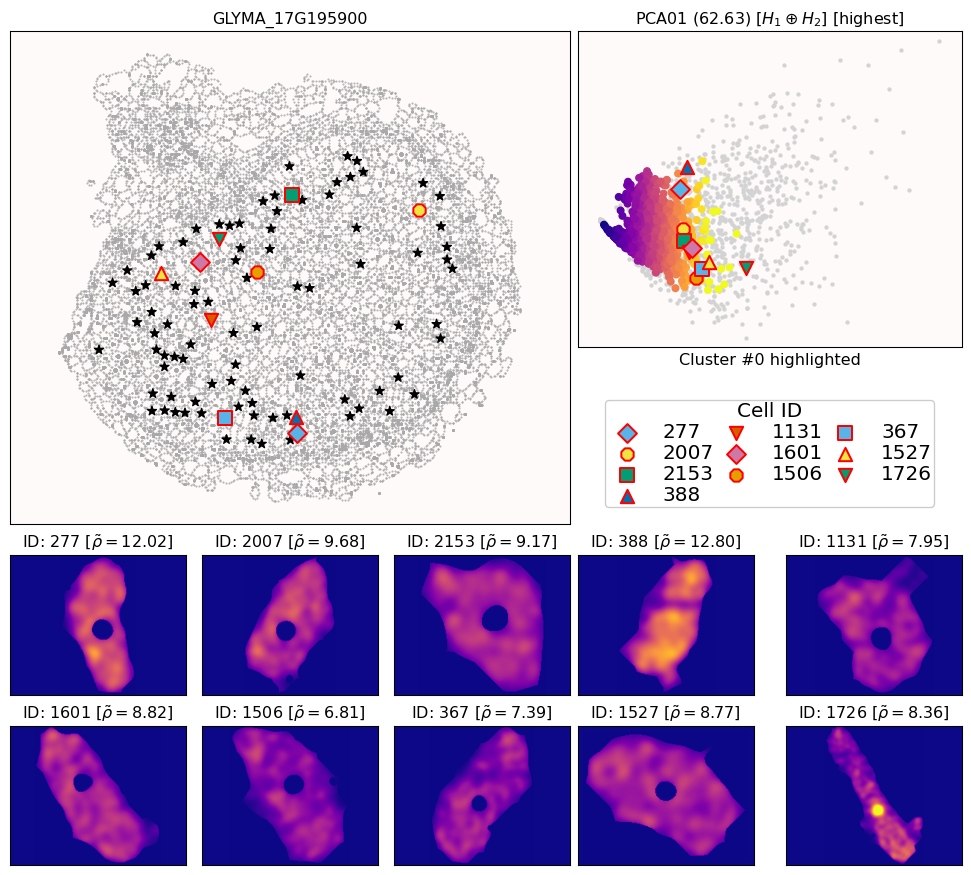 GLYMA_17G195900
PCA01 (62.63) [H₁ ⊕ H₂] [highest]
Cluster #0 highlighted
Cell ID
277 1131 367
2007 1601 1527
2153 1506 1726
388
ID: 277 [ρ̃ = 12.02] ID: 2007 [ρ̃ = 9.68] ID: 2153 [ρ̃ = 9.17] ID: 388 [ρ̃ = 12.80] ID: 1131 [ρ̃ = 7.95]
ID: 1601 [ρ̃ = 8.82] ID: 1506 [ρ̃ = 6.81] ID: 367 [ρ̃ = 7.39] ID: 1527 [ρ̃ = 8.77] ID: 1726 [ρ̃ = 8.36]